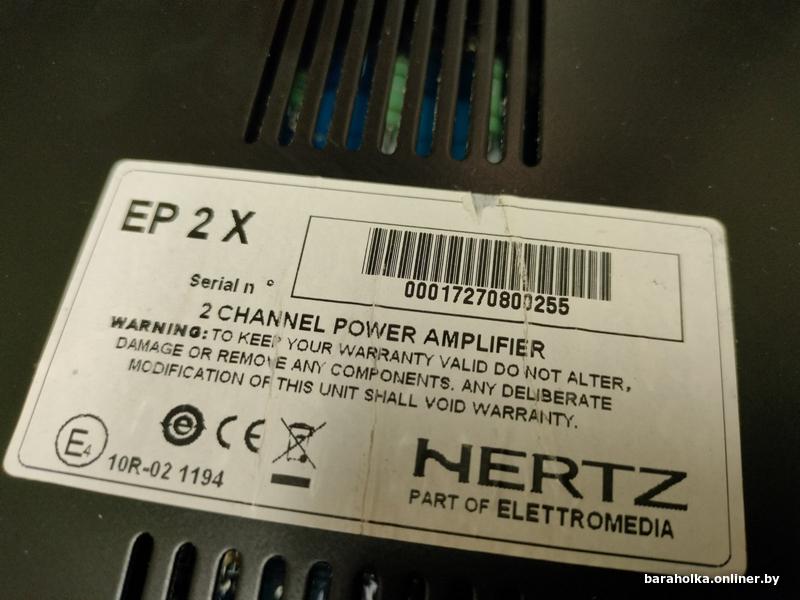 EP 2 X
Serial n °
00017270800255
2 CHANNEL POWER AMPLIFIER
WARNING: TO KEEP YOUR WARRANTY VALID DO NOT ALTER,
DAMAGE OR REMOVE ANY COMPONENTS. ANY DELIBERATE
MODIFICATION OF THIS UNIT SHALL VOID WARRANTY.
E4
10R-02 1194
e
CE
HERTZ
PART OF ELETTROMEDIA
baraholka.onliner.by